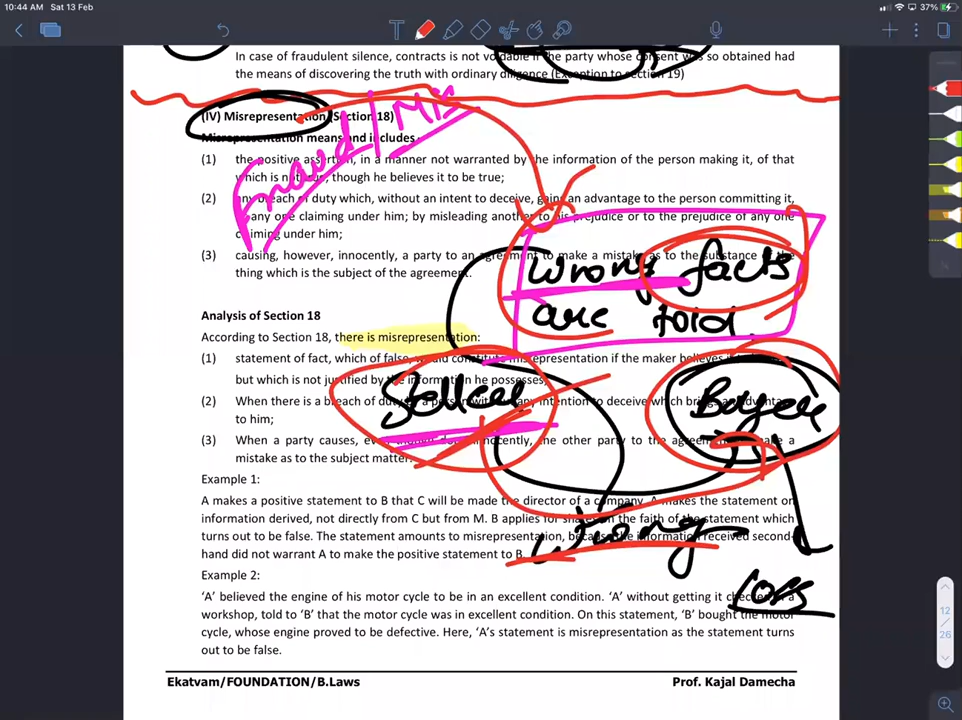 10:44 AM Sat 13 Feb
37%
In case of fraudulent silence, contracts is not voidable if the party whose consent was so obtained had
the means of discovering the truth with ordinary diligence (Exception to section 19)
(IV) Misrepresentation (Section 18)
Misrepresentation means and includes
Fraud / Mis
(1) the positive assertion, in a manner not warranted by the information of the person making it, of that
which is not true, though he believes it to be true;
(2) any breach of duty which, without an intent to deceive, gains an advantage to the person committing it,
any one claiming under him; by misleading another to his prejudice or to the prejudice of any one
claiming under him;
(3) causing, however, innocently, a party to an agreement to make a mistake as to the substance of the
thing which is the subject of the agreement.
wrong facts
are told
Analysis of Section 18
According to Section 18, there is misrepresentation:
(1) statement of fact, which of false, would constitute misrepresentation if the maker believes
but which is not justified by the information he possesses;
Seller
Buyer
(2) When there is a breach of duty by a person without any intention to deceive which brings an advantage
to him;
(3) When a party causes, even innocently, the other party to the agreement make a
mistake as to the subject matter.
Example 1:
A makes a positive statement to B that C will be made the director of a company. A makes the statement on
information derived, not directly from C but from M. B applies for shares on the faith of the statement which
turns out to be false. The statement amounts to misrepresentation, because the information received second-
hand did not warrant A to make the positive statement to B.
wrong
loss
Example 2:
‘A’ believed the engine of his motor cycle to be in an excellent condition. ‘A’ without getting it checked in a
workshop, told to ‘B’ that the motor cycle was in excellent condition. On this statement, ‘B’ bought the motor
cycle, whose engine proved to be defective. Here, ‘A’s statement is misrepresentation as the statement turns
out to be false.
Ekatvam/FOUNDATION/B.Laws Prof. Kajal Damecha
12
26